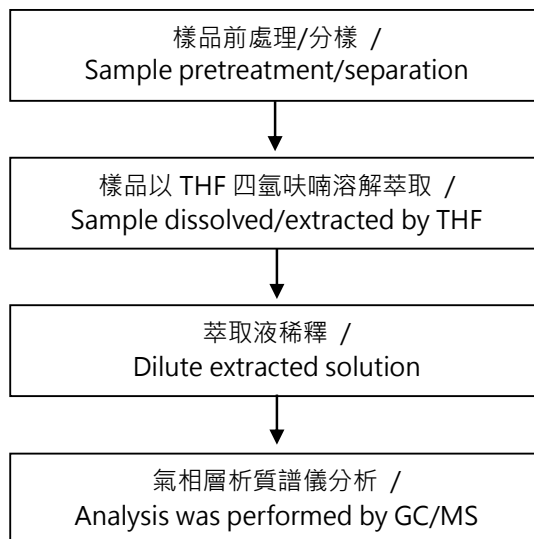 樣品前處理/分樣 /
Sample pretreatment/separation
樣品以 THF 四氫呋喃溶解萃取 /
Sample dissolved/extracted by THF
萃取液稀釋 /
Dilute extracted solution
氣相層析質譜儀分析 /
Analysis was performed by GC/MS